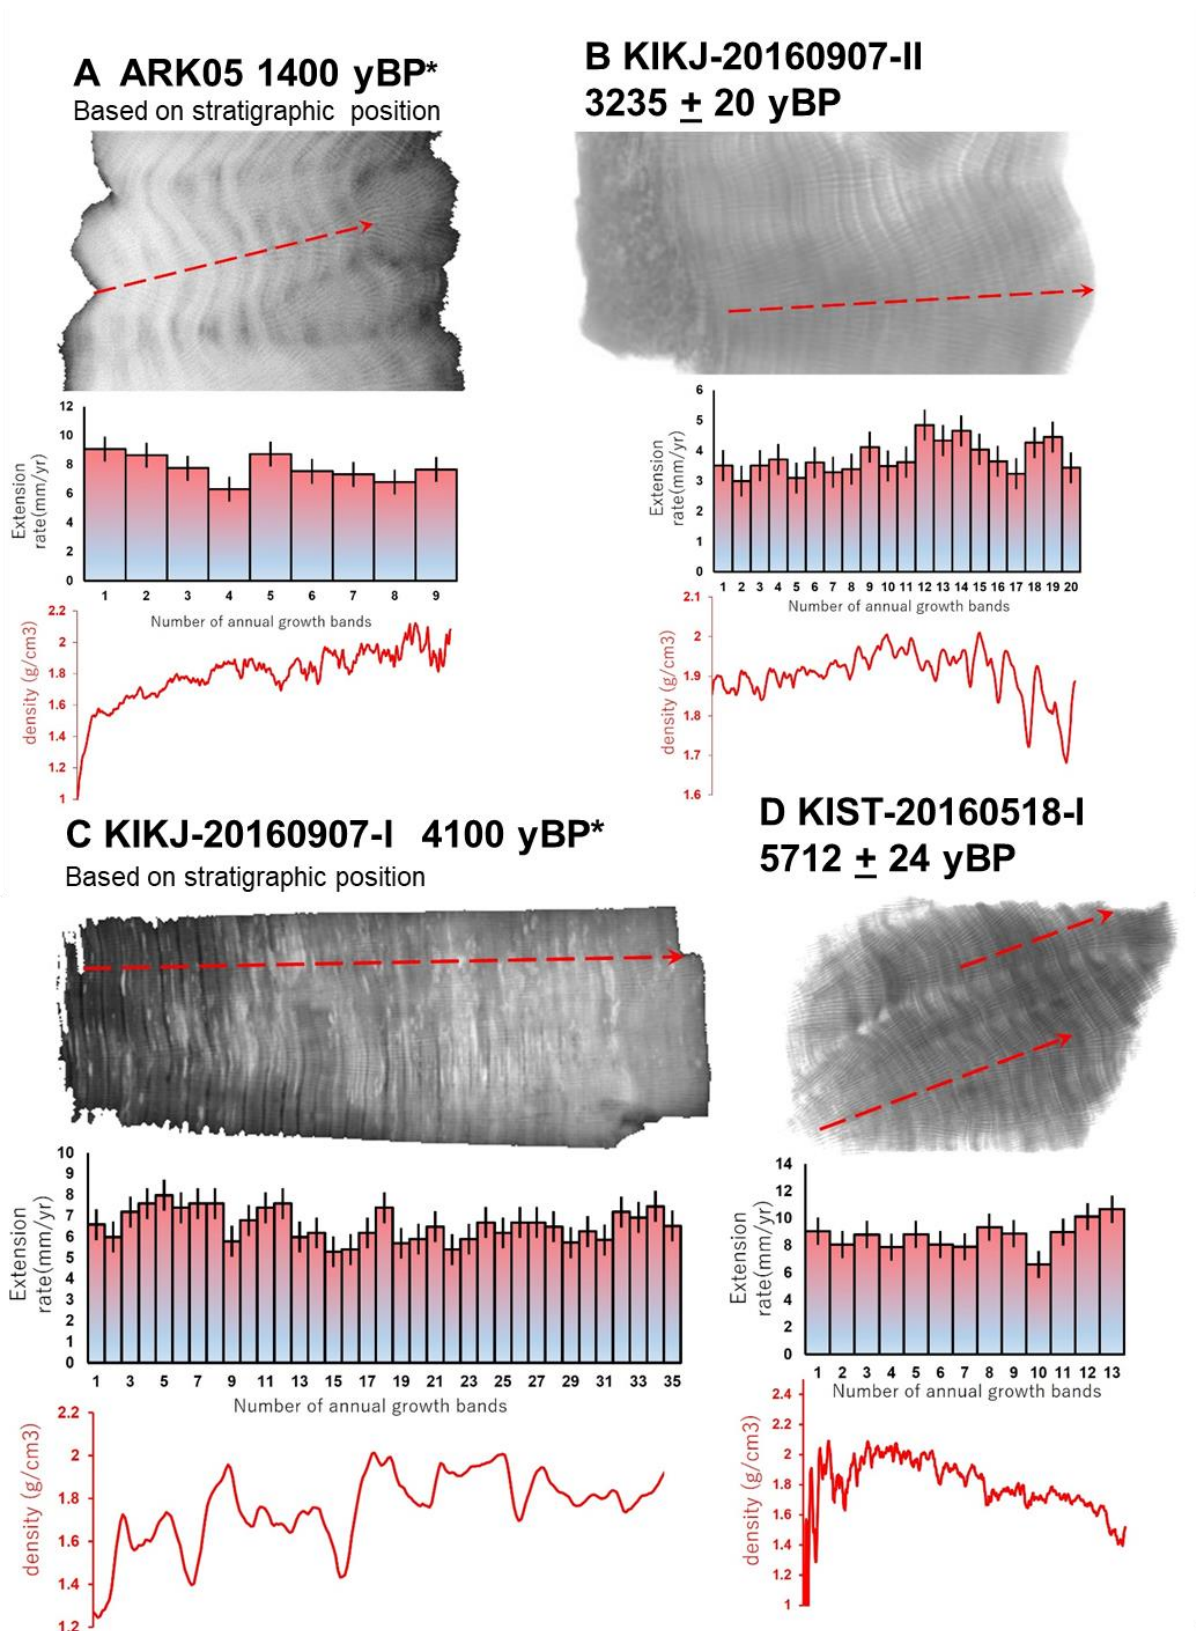 A ARK05 1400 yBP*
Based on stratigraphic position
B KIKJ-20160907-II
3235 ± 20 yBP
12
10
8
6
4
2
0
Extension
rate(mm/yr)
1 2 3 4 5 6 7 8 9
Number of annual growth bands
2.2
2
1.8
1.6
1.4
1.2
1
density (g/cm3)
6
5
4
3
2
1
0
Extension
rate(mm/yr)
1 2 3 4 5 6 7 8 9 10 11 12 13 14 15 16 17 18 19 20
Number of annual growth bands
2.1
2
1.9
1.8
1.7
1.6
density (g/cm3)
C KIKJ-20160907-I 4100 yBP*
Based on stratigraphic position
D KIST-20160518-I
5712 ± 24 yBP
10
9
8
7
6
5
4
3
2
1
0
Extension
rate(mm/yr)
1 3 5 7 9 11 13 15 17 19 21 23 25 27 29 31 33 35
Number of annual growth bands
2.2
2
1.8
1.6
1.4
1.2
density (g/cm3)
14
12
10
8
6
4
2
0
Extension
rate(mm/yr)
1 2 3 4 5 6 7 8 9 10 11 12 13
Number of annual growth bands
2.4
2.2
2
1.8
1.6
1.4
1.2
1
density (g/cm3)